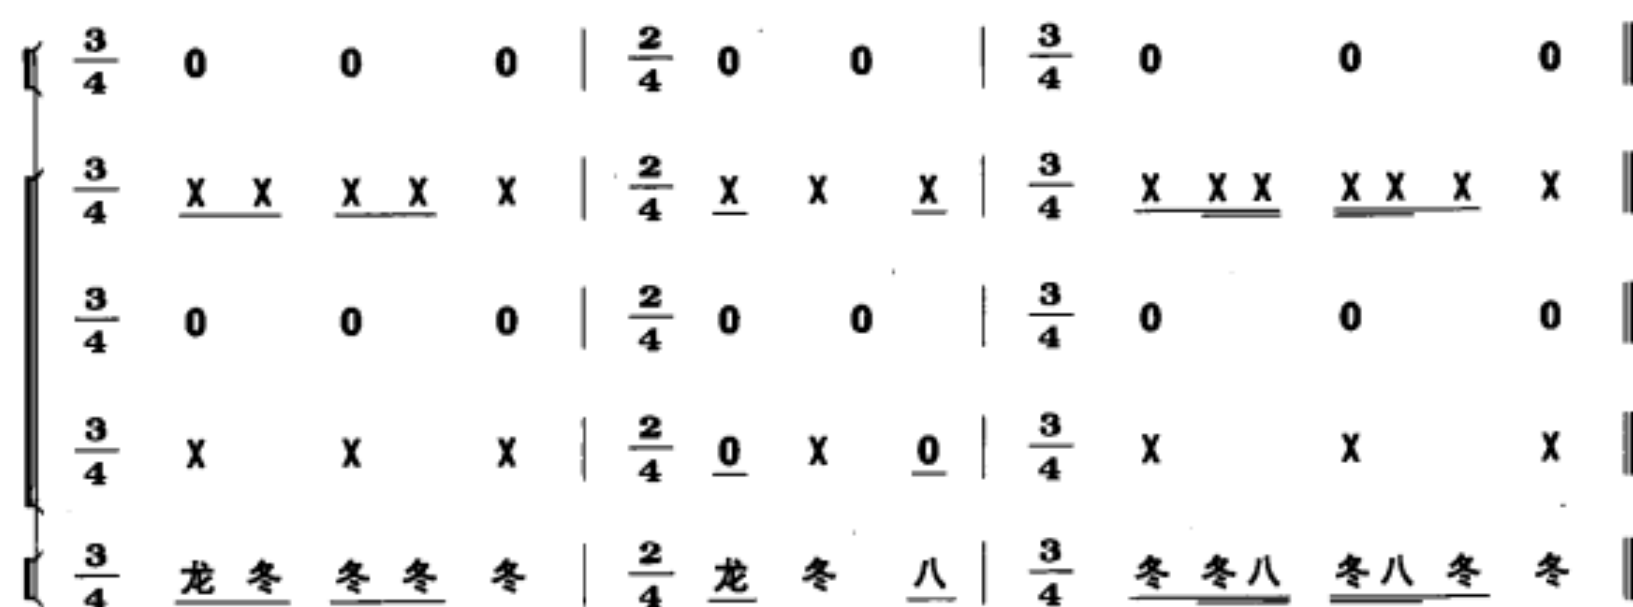 3/4 0 0 0 | 2/4 0 0 | 3/4 0 0 0 ‖
3/4 X X X X X | 2/4 X X X | 3/4 X X X X X X X ‖
3/4 0 0 0 | 2/4 0 0 | 3/4 0 0 0 ‖
3/4 X X X | 2/4 0 X 0 | 3/4 X X X ‖
3/4 龙 冬 冬 冬 冬 | 2/4 龙 冬 八 | 3/4 冬 冬 八 冬 八 冬 冬 ‖